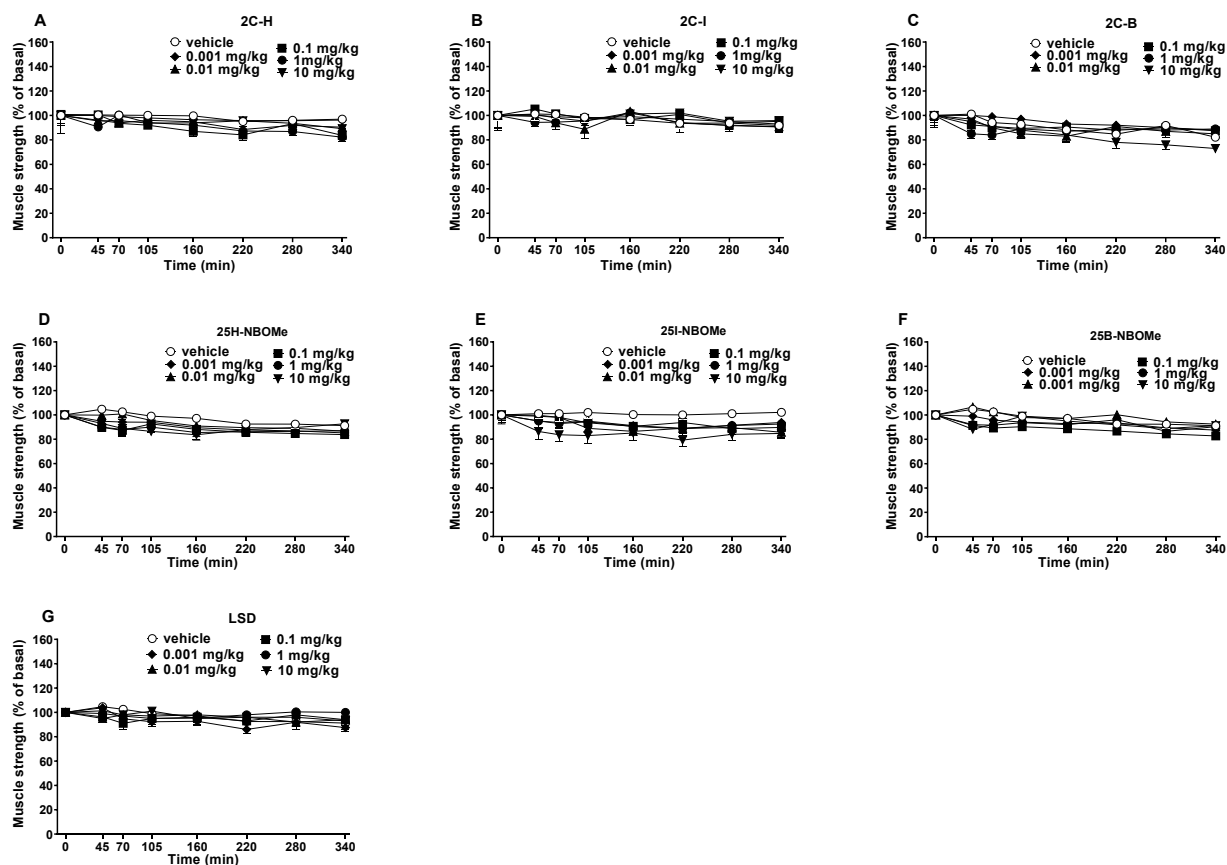 A
2C-H
Muscle strength (% of basal)
160
140
120
100
80
60
40
20
0
vehicle
0.001 mg/kg
0.01 mg/kg
0.1 mg/kg
1mg/kg
10 mg/kg
0 45 70 105 160 220 280 340
Time (min)
B
2C-I
Muscle strength (% of basal)
160
140
120
100
80
60
40
20
0
vehicle
0.001 mg/kg
0.01 mg/kg
0.1 mg/kg
1mg/kg
10 mg/kg
0 45 70 105 160 220 280 340
Time (min)
C
2C-B
Muscle strength (% of basal)
160
140
120
100
80
60
40
20
0
vehicle
0.001 mg/kg
0.01 mg/kg
0.1 mg/kg
1 mg/kg
10 mg/kg
0 45 70 105 160 220 280 340
Time (min)
D
25H-NBOMe
Muscle strength (% of basal)
160
140
120
100
80
60
40
20
0
vehicle
0.001 mg/kg
0.01 mg/kg
0.1 mg/kg
1 mg/kg
10 mg/kg
0 45 70 105 160 220 280 340
Time (min)
E
25I-NBOMe
Muscle strength (% of basal)
160
140
120
100
80
60
40
20
0
vehicle
0.001 mg/kg
0.01 mg/kg
0.1 mg/kg
1 mg/kg
10 mg/kg
0 45 70 105 160 220 280 340
Time (min)
F
25B-NBOMe
Muscle strength (% of basal)
160
140
120
100
80
60
40
20
0
vehicle
0.001 mg/kg
0.001 mg/kg
0.1 mg/kg
1 mg/kg
10 mg/kg
0 45 70 105 160 220 280 340
Time (min)
G
LSD
Muscle strength (% of basal)
160
140
120
100
80
60
40
20
0
vehicle
0.001 mg/kg
0.01 mg/kg
0.1 mg/kg
1 mg/kg
10 mg/kg
0 45 70 105 160 220 280 340
Time (min)